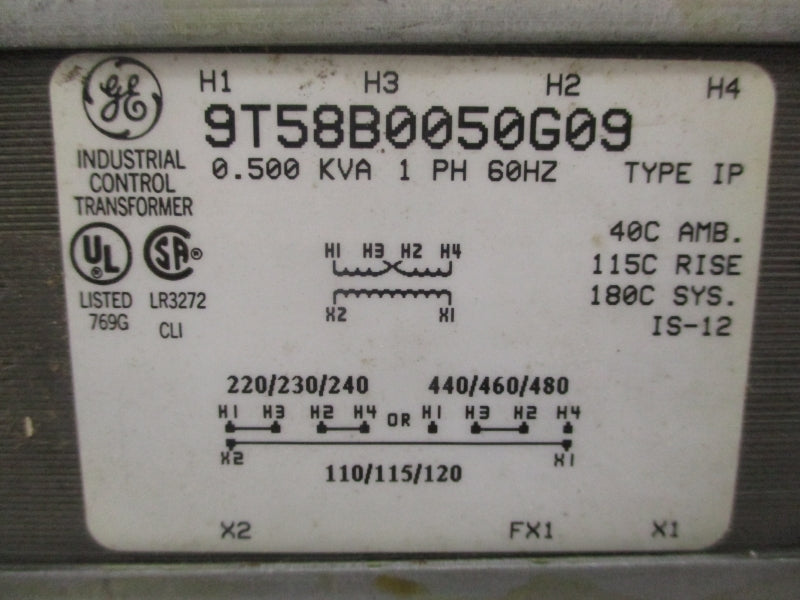 H1 H3 H2 H4
GE
9T58B0050G09
INDUSTRIAL
CONTROL
TRANSFORMER
0.500 KVA 1 PH 60HZ TYPE IP
UL ® SA ®
LISTED
769G
LR3272
CLI
40C AMB.
115C RISE
180C SYS.
IS-12
H1 H3 H2 H4
X2 X1
220/230/240 440/460/480
H1 H3 H2 H4 OR H1 H3 H2 H4
X2 X1
110/115/120
X2 FX1 X1